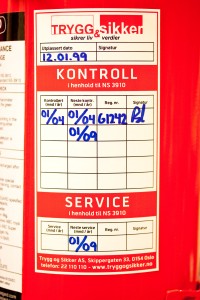 TRYGG&sikker
sikrer liv & verdier
Utplassert dato Signatur
12.01.99
KONTROLL
i henhold til NS 3910
Kontrollert (mnd / år) Neste kontr. (mnd / år) Reg. nr. Signatur
01/04 01/04 61242
01/09
SERVICE
i henhold til NS 3910
Service (mnd / år) Neste service (mnd / år) Reg. nr. Signatur
01/09
Trygg og Sikker AS, Skippergaten 33, 0154 Oslo
telefon: 22 110 110 - www.tryggogsikker.no